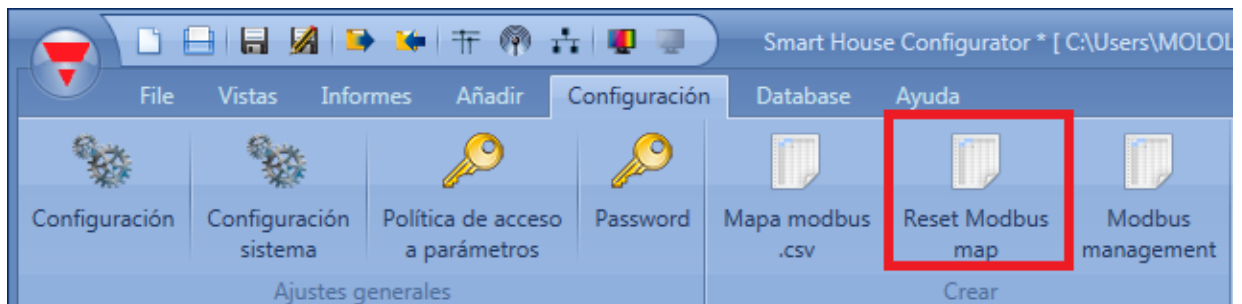 Smart House Configurator * [ C:\Users\MOLOL
File Vistas Informes Añadir Configuración Database Ayuda
Configuración Configuración sistema Política de acceso a parámetros Password Mapa modbus .csv Reset Modbus map Modbus management
Ajustes generales Crear